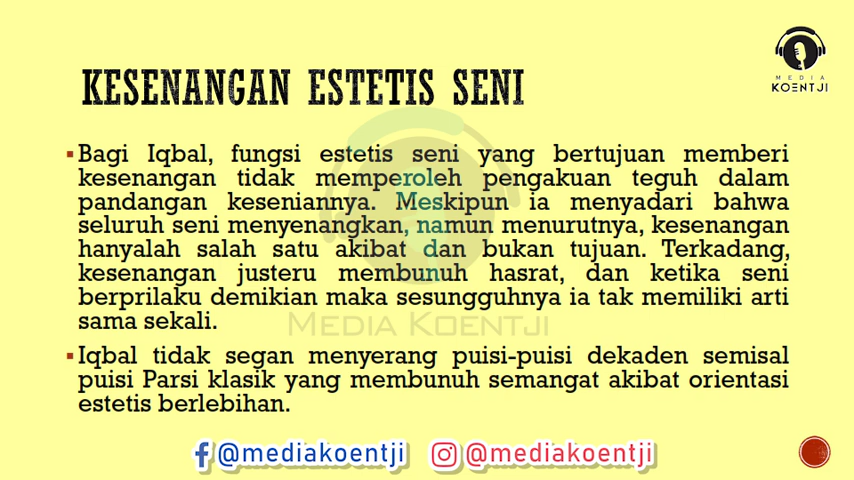 MEDIA
KOENTJI
KESENANGAN ESTETIS SENI
Bagi Iqbal, fungsi estetis seni yang bertujuan memberi
kesenangan tidak memperoleh pengakuan teguh dalam
pandangan keseniannya. Meskipun ia menyadari bahwa
seluruh seni menyenangkan, namun menurutnya, kesenangan
hanyalah salah satu akibat dan bukan tujuan. Terkadang,
kesenangan justeru membunuh hasrat, dan ketika seni
berprilaku demikian maka sesungguhnya ia tak memiliki arti
sama sekali.
MEDIA KOENTJI
Iqbal tidak segan menyerang puisi-puisi dekaden semisal
puisi Parsi klasik yang membunuh semangat akibat orientasi
estetis berlebihan.
@mediakoentji @mediakoentji